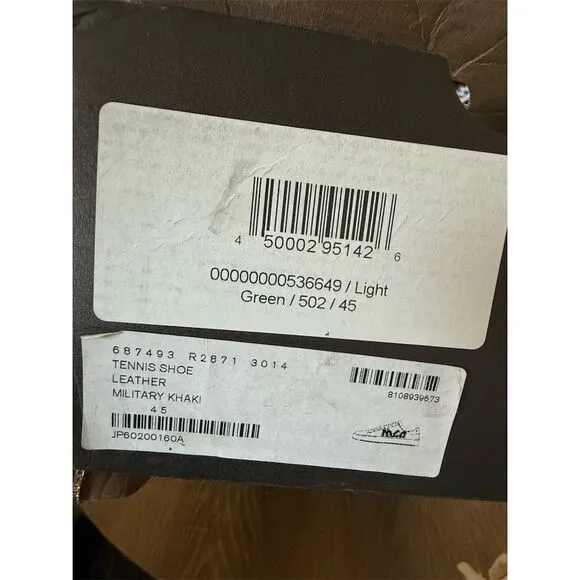 4 50002 95142 6
00000000536649 / Light
Green / 502 / 45
687493 R2871 3014
TENNIS SHOE
LEATHER
MILITARY KHAKI
45
8108939673
JP60200160A